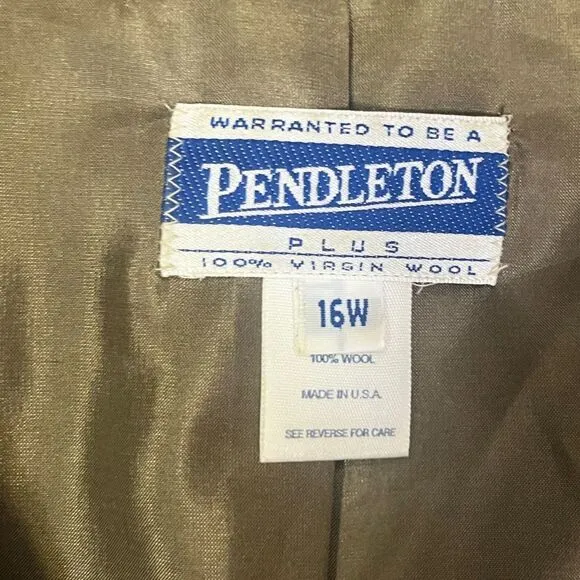 WARRANTED TO BE A
PENDLETON
PLUS
100% VIRGIN WOOL
16W
100% WOOL
MADE IN U.S.A.
SEE REVERSE FOR CARE